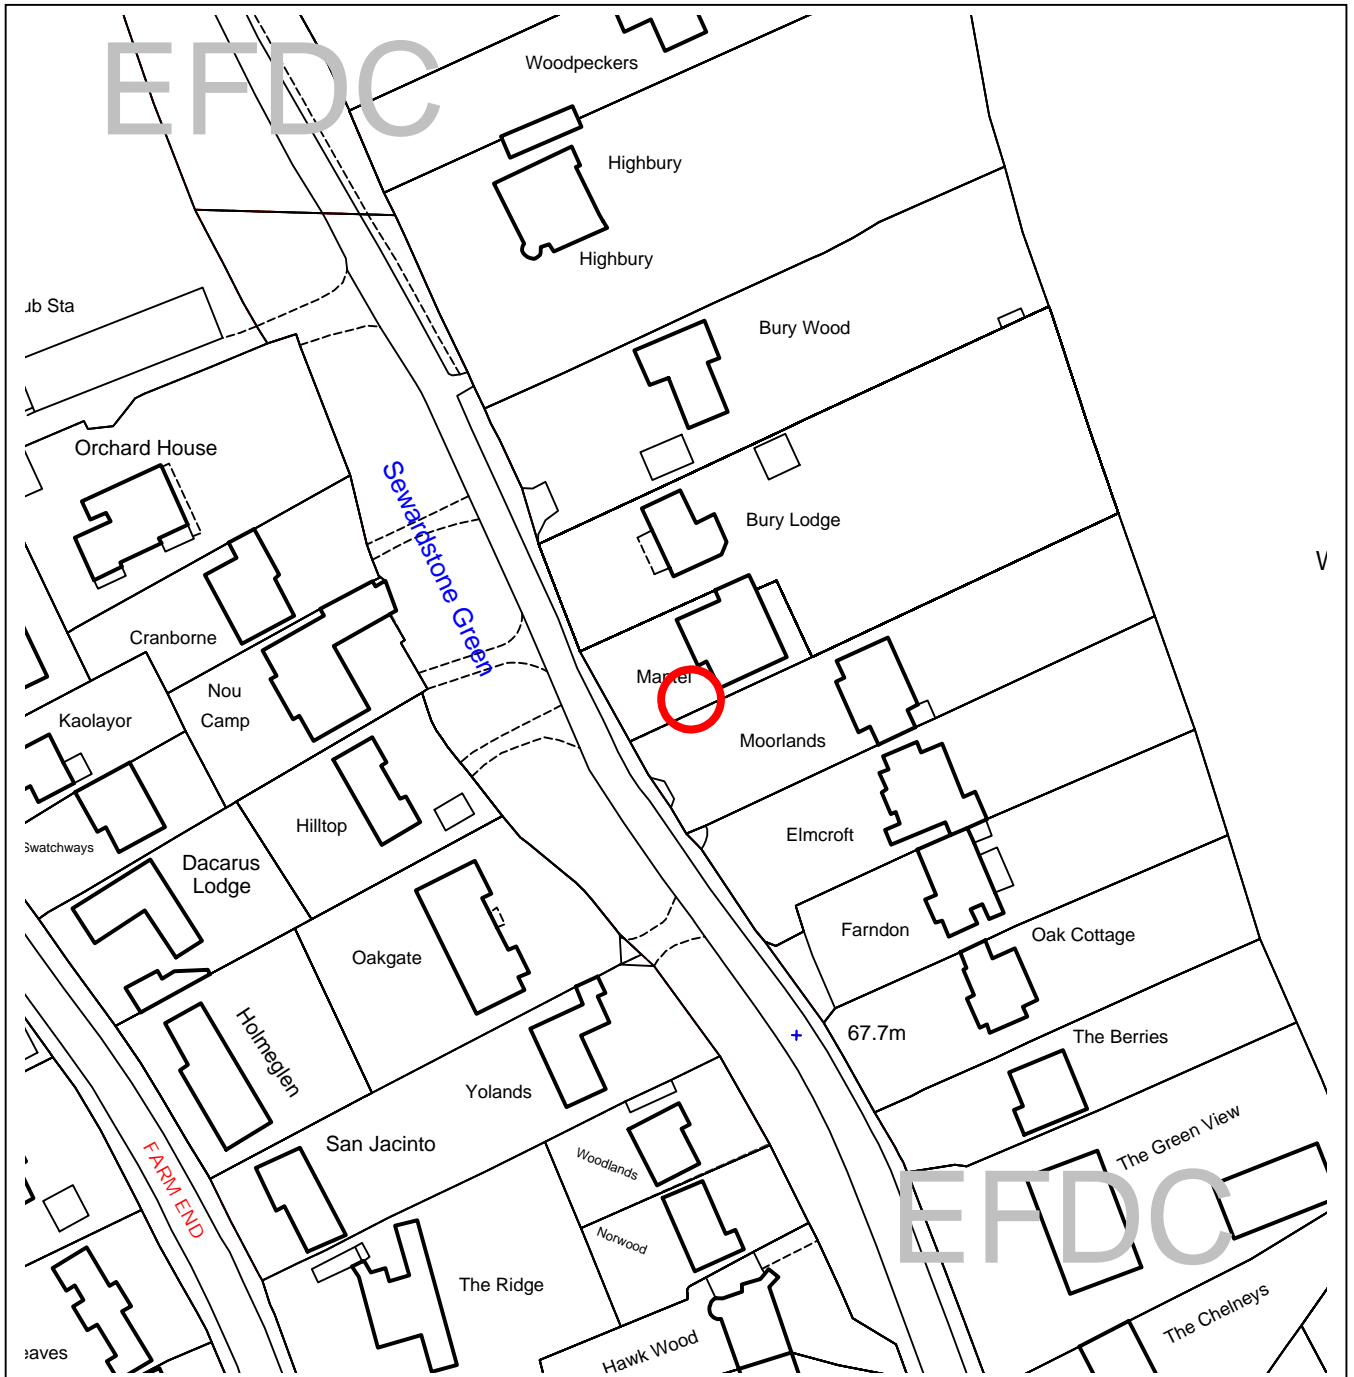 EFDC
Woodpeckers
Highbury
Highbury
ub Sta
Bury Wood
Orchard House
Sewardstone Green
Bury Lodge
Cranborne
Nou
Camp
Kaolayor
Moorlands
Hilltop
Elmcroft
Swatchways
Dacarus
Lodge
Farndon
Oak Cottage
Oakgate
67.7m
The Berries
Holmeglen
Yolands
San Jacinto
The Green View
Woodlands
FARM END
EFDC
Norwood
The Ridge
The Chelneys
Hawk Wood
eaves